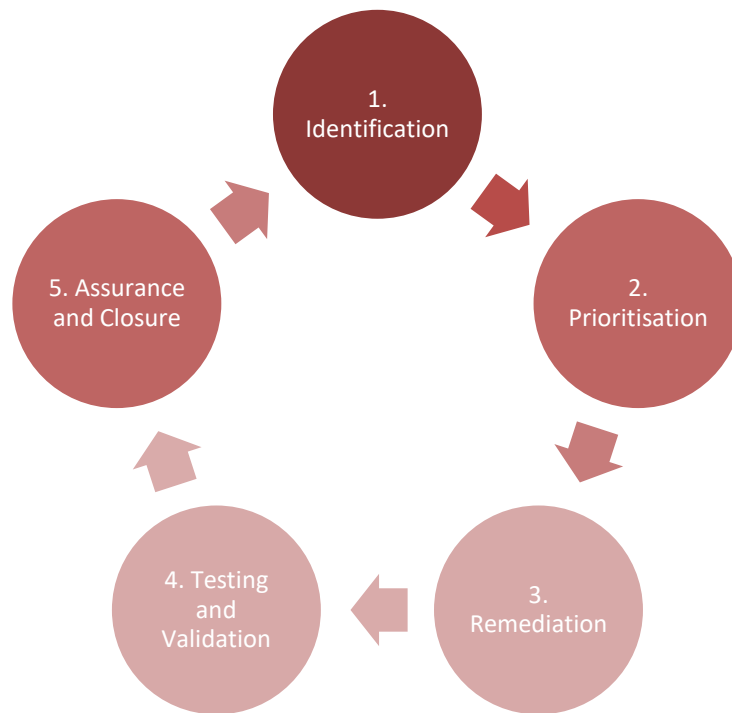 1.
Identification
2.
Prioritisation
3.
Remediation
4. Testing
and
Validation
5. Assurance
and Closure